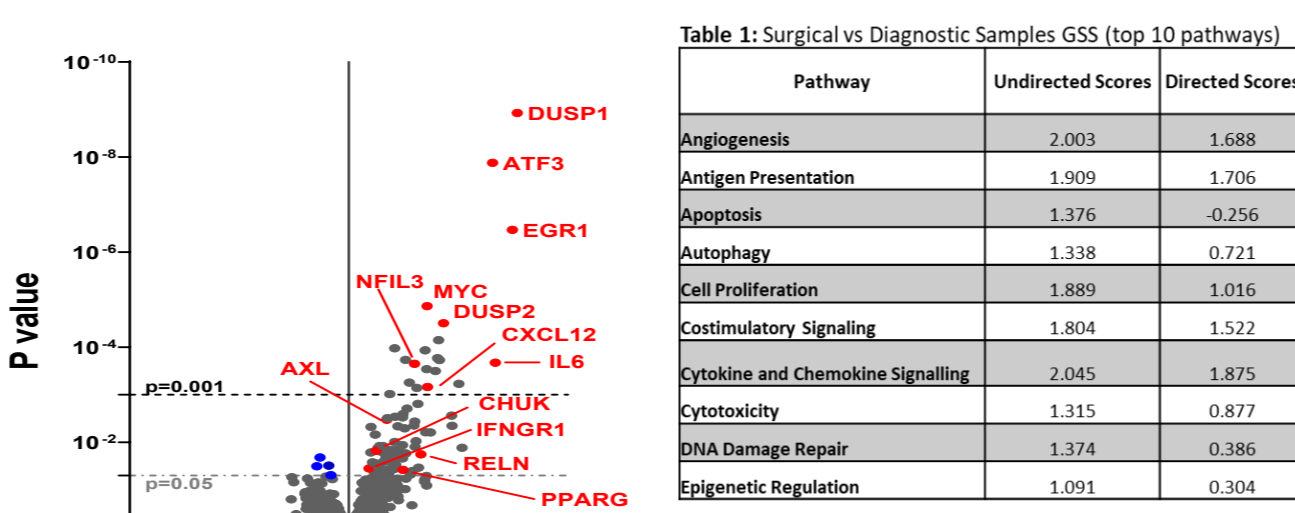 10-10
DUSP1
10-8
ATF3
EGR1
10-6
NFIL3
MYC
DUSP2
CXCL12
10-4
IL6
AXL
p=0.001
CHUK
IFNGR1
10-2
RELN
p=0.05
PPARG
P value
Table 1: Surgical vs Diagnostic Samples GSS (top 10 pathways)
Pathway Undirected Scores Directed Scores
Angiogenesis 2.003 1.688
Antigen Presentation 1.909 1.706
Apoptosis 1.376 -0.256
Autophagy 1.338 0.721
Cell Proliferation 1.889 1.016
Costimulatory Signaling 1.804 1.522
Cytokine and Chemokine Signalling 2.045 1.875
Cytotoxicity 1.315 0.877
DNA Damage Repair 1.374 0.386
Epigenetic Regulation 1.091 0.304